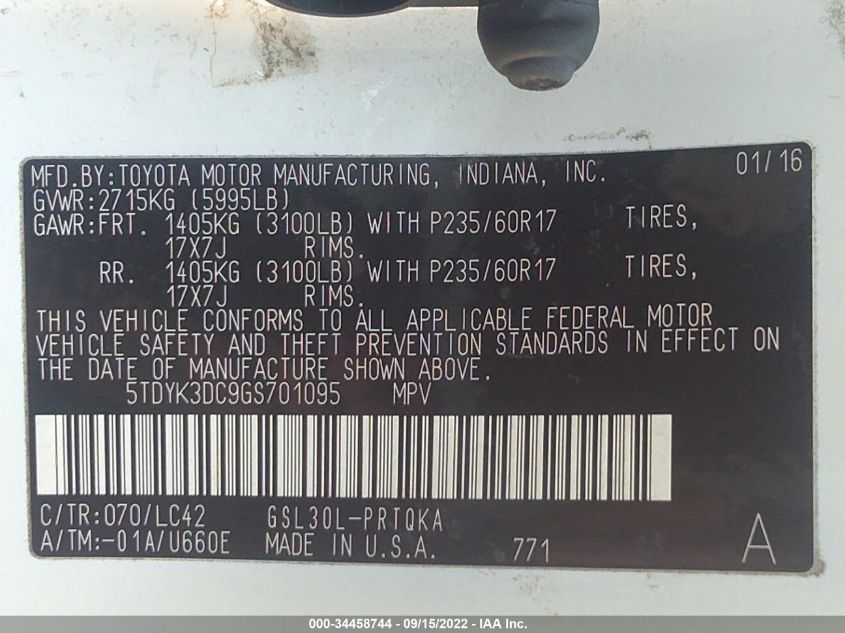 MFD.BY:TOYOTA MOTOR MANUFACTURING, INDIANA, INC. 01/16
GVWR:2715KG (5995LB)
GAWR:FRT. 1405KG (3100LB) WITH P235/60R17 TIRES,
17X7J RIMS.
RR. 1405KG (3100LB) WITH P235/60R17 TIRES,
17X7J RIMS.
THIS VEHICLE CONFORMS TO ALL APPLICABLE FEDERAL MOTOR
VEHICLE SAFETY AND THEFT PREVENTION STANDARDS IN EFFECT ON
THE DATE OF MANUFACTURE SHOWN ABOVE.
5TDYK3DC9GS701095 MPV
C/TR:070/LC42 GSL30L-PRTQKA
A/TM:-01A/U660E MADE IN U.S.A. 771 A
000-34458744 - 09/15/2022 - IAA Inc.